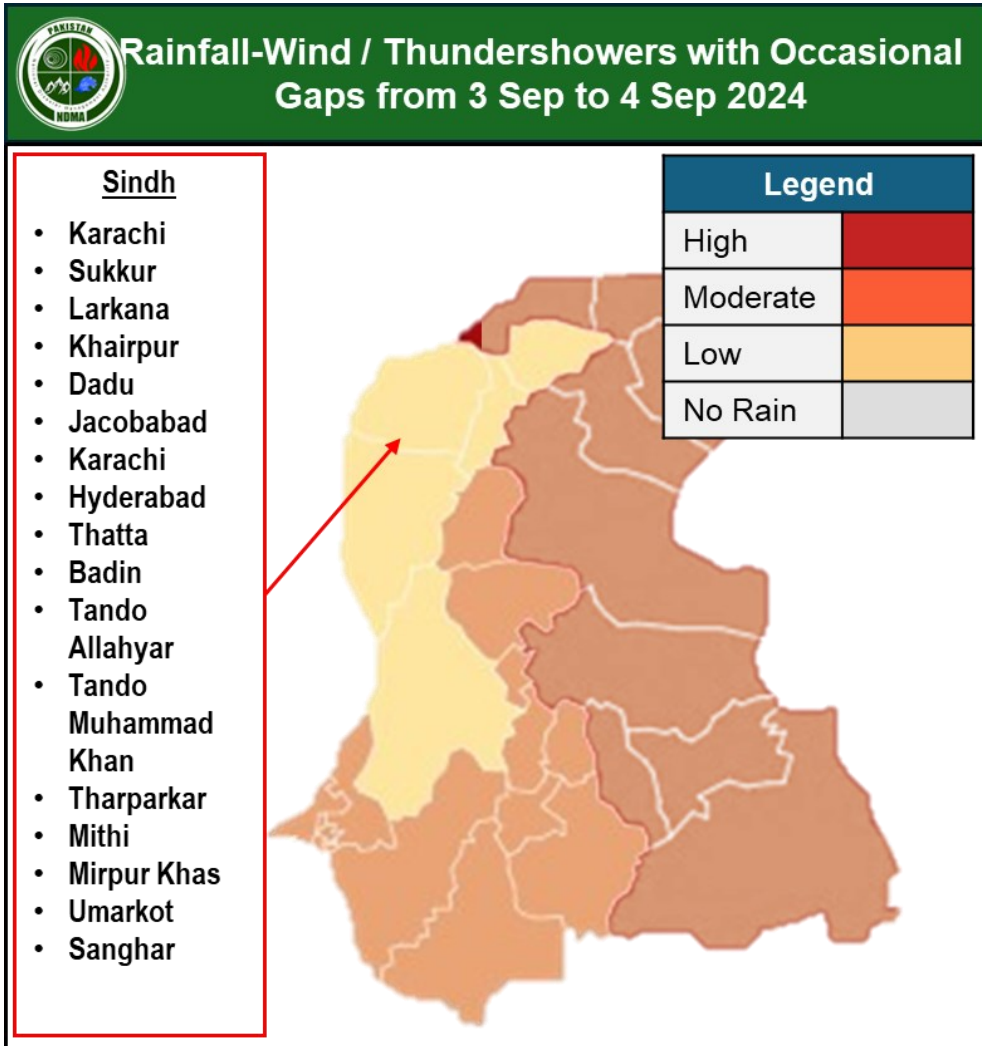 PAKISTAN
NDMA
Rainfall-Wind / Thundershowers with Occasional
Gaps from 3 Sep to 4 Sep 2024
Sindh
• Karachi
• Sukkur
• Larkana
• Khairpur
• Dadu
• Jacobabad
• Karachi
• Hyderabad
• Thatta
• Badin
• Tando
Allahyar
• Tando
Muhammad
Khan
• Tharparkar
• Mithi
• Mirpur Khas
• Umarkot
• Sanghar
Legend
High
Moderate
Low
No Rain